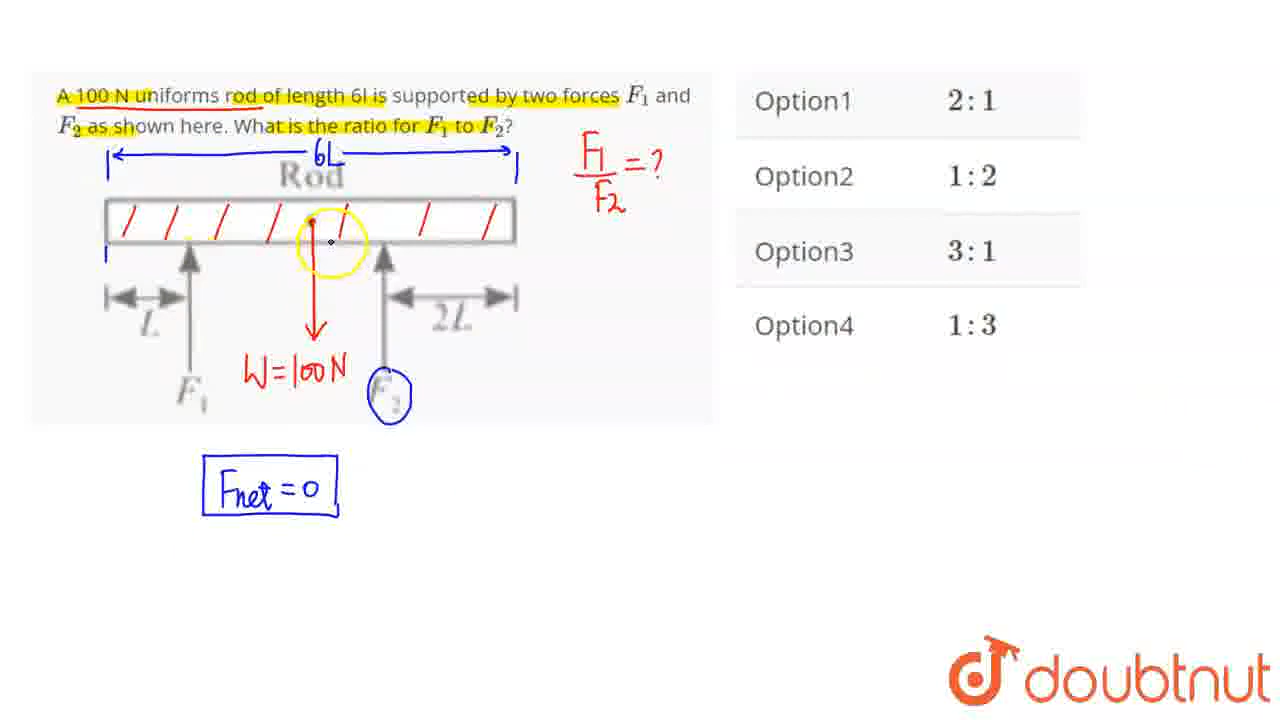 A 100 N uniforms rod of length 6l is supported by two forces F₁ and
F₂ as shown here. What is the ratio for F₁ to F₂?
6L
Rod
F₁/F₂ = ?
L
2L
W=100N
F₁
F₂
Fnet = 0
Option1 2 : 1
Option2 1 : 2
Option3 3 : 1
Option4 1 : 3
doubtnut